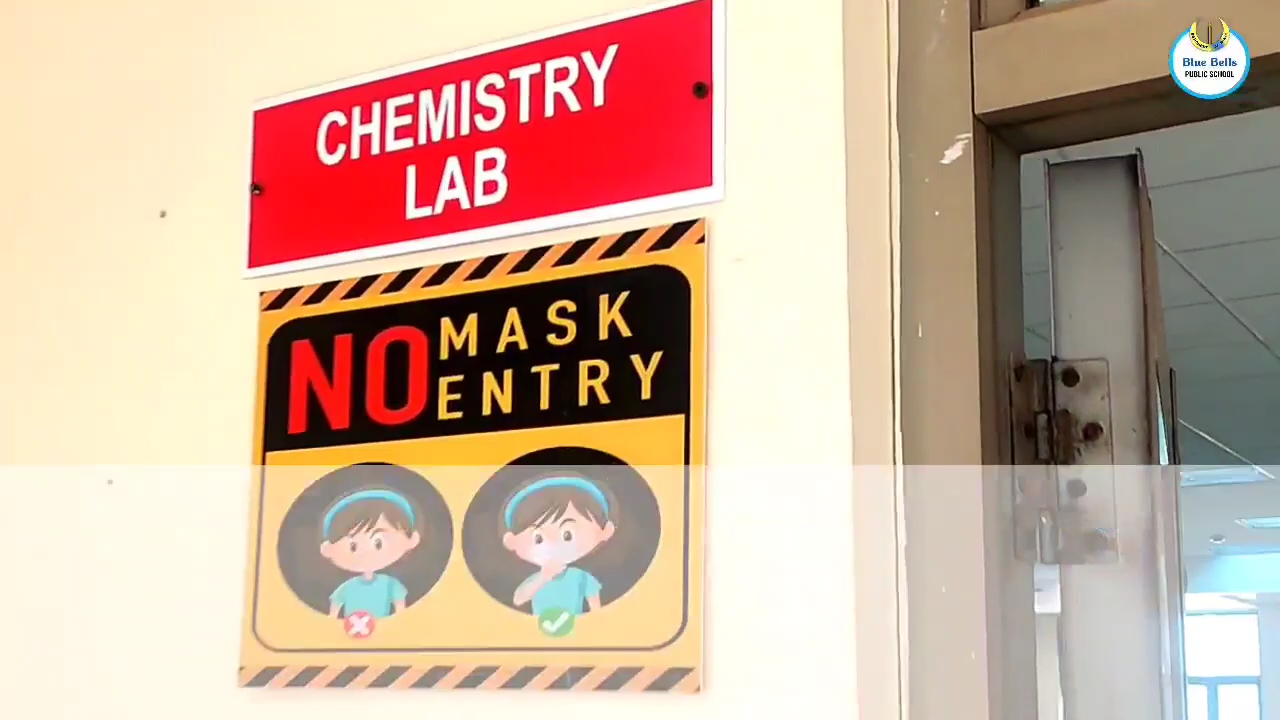 CHEMISTRY
LAB
NO MASK
ENTRY
Blue Bells
PUBLIC SCHOOL